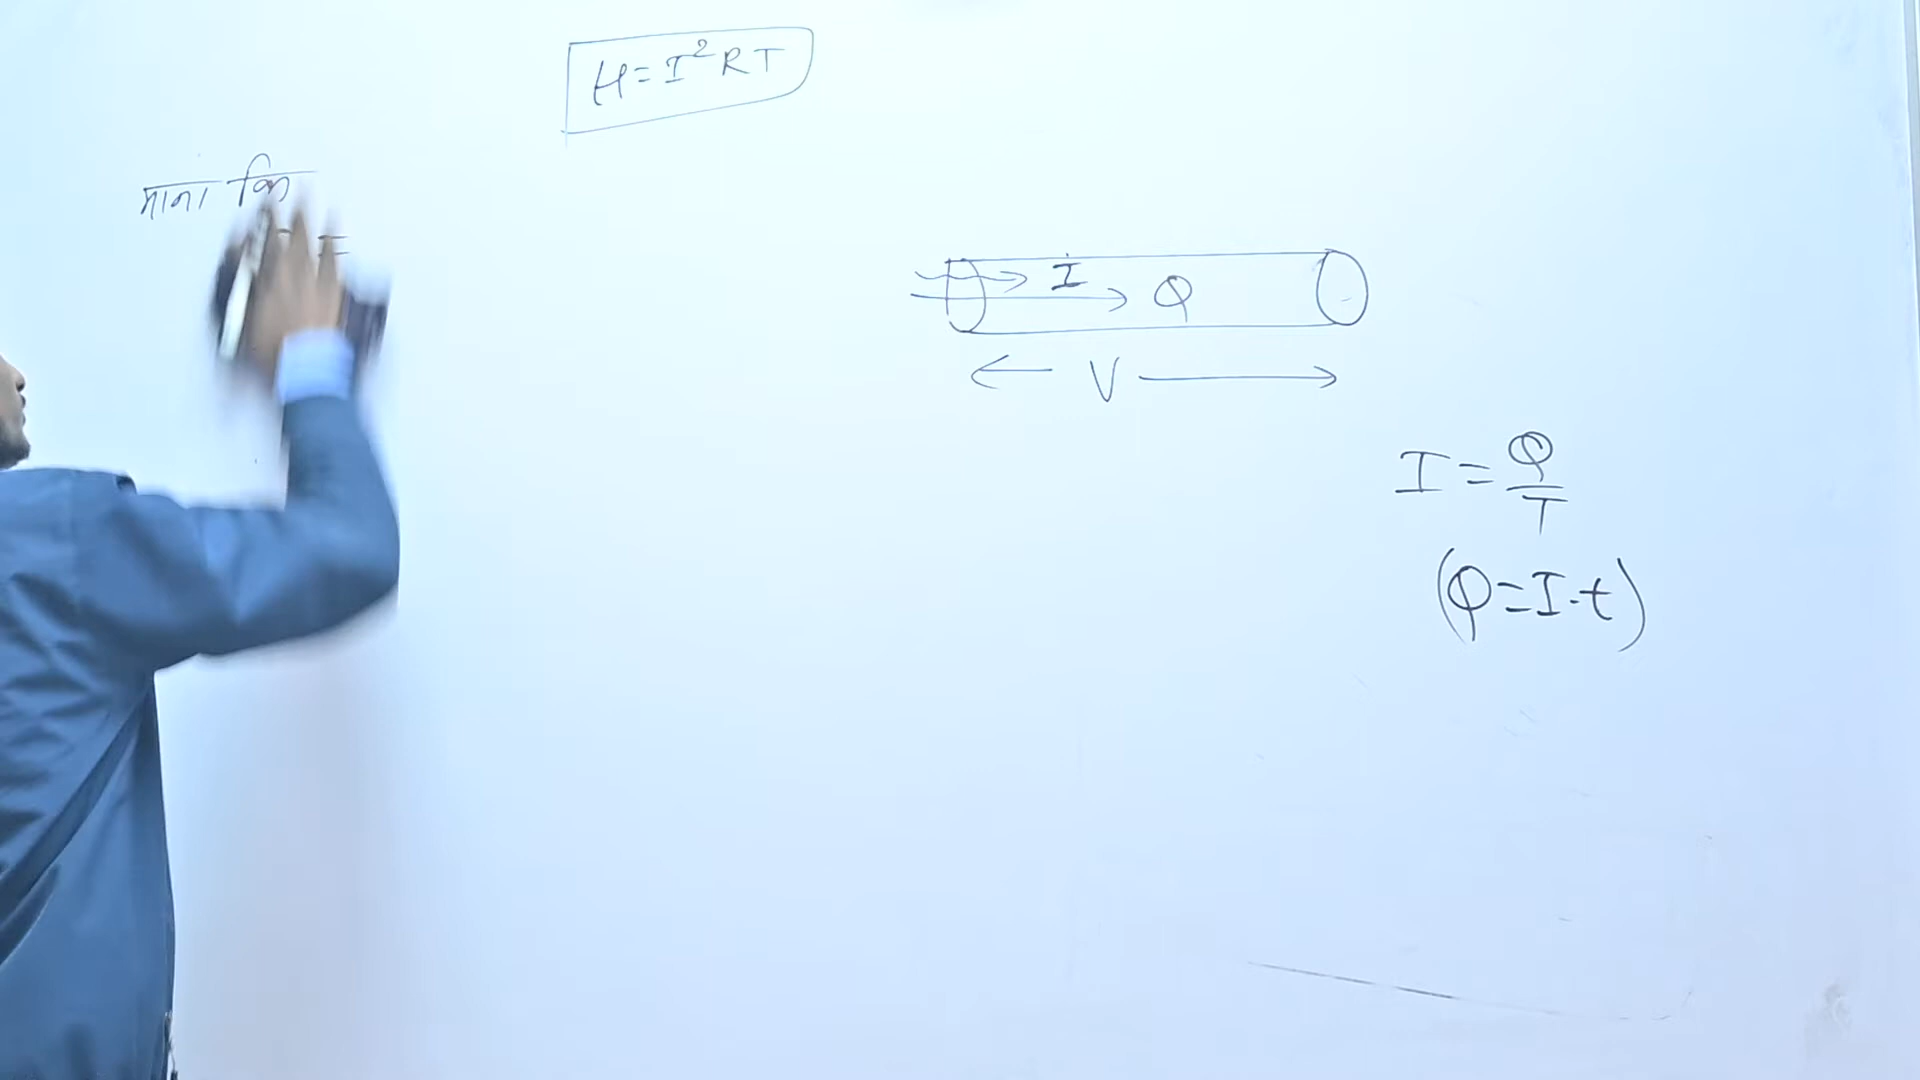 H=I²RT
माना कि
I Q
V
I=Q/T
(Q=I.t)